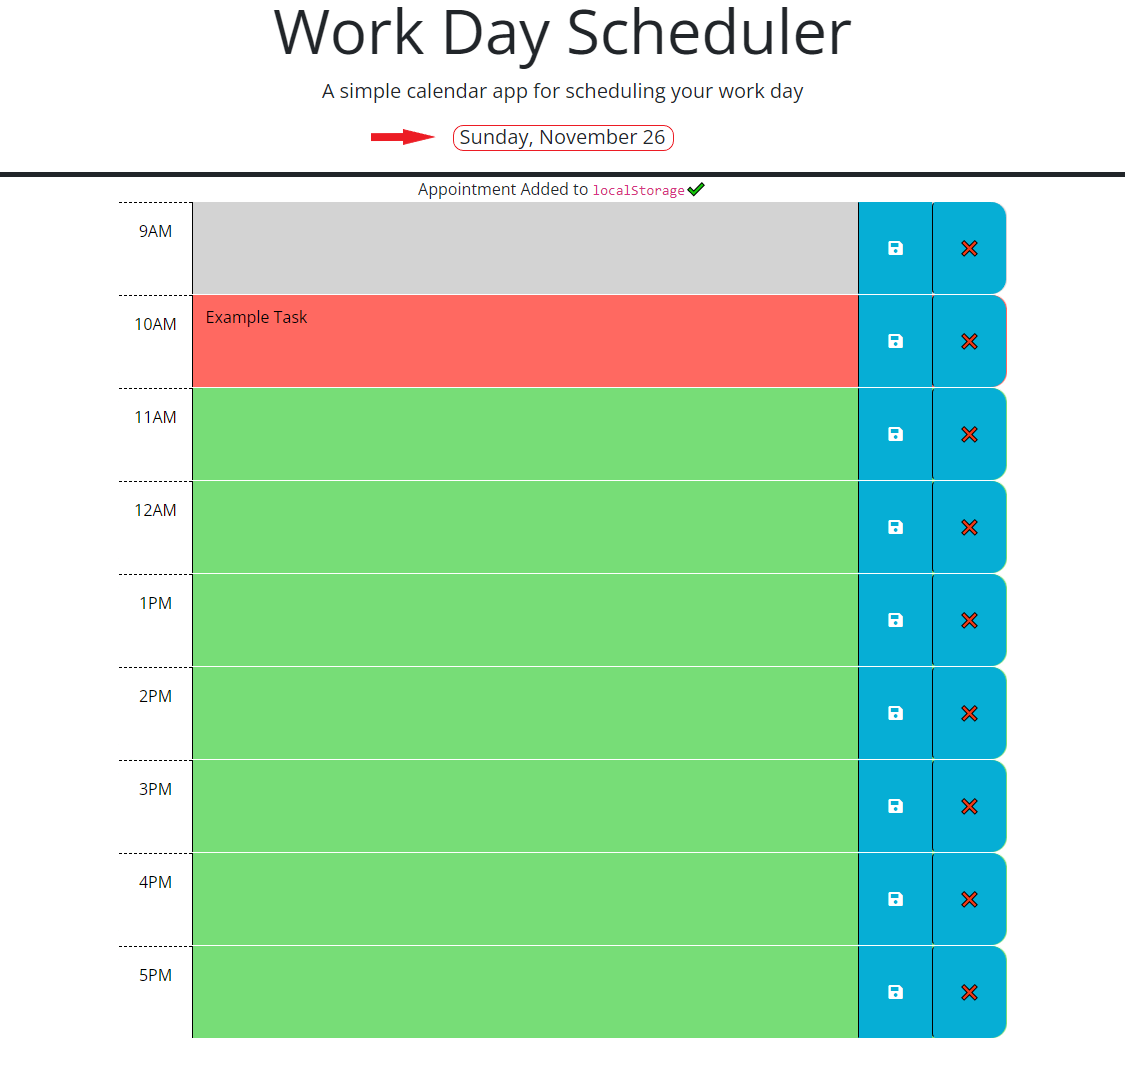 Work Day Scheduler
A simple calendar app for scheduling your work day
Sunday, November 26
Appointment Added to localStorage
9AM
10AM Example Task
11AM
12AM
1PM
2PM
3PM
4PM
5PM